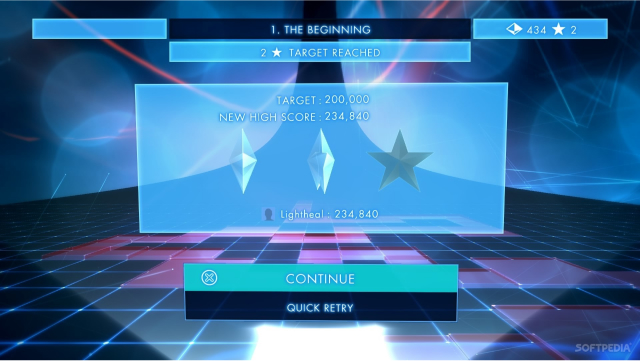 1. THE BEGINNING
434 ★ 2
2 ★ TARGET REACHED
TARGET : 200,000
NEW HIGH SCORE : 234,840
Lightheal : 234,840
CONTINUE
QUICK RETRY
SOFTPEDIA